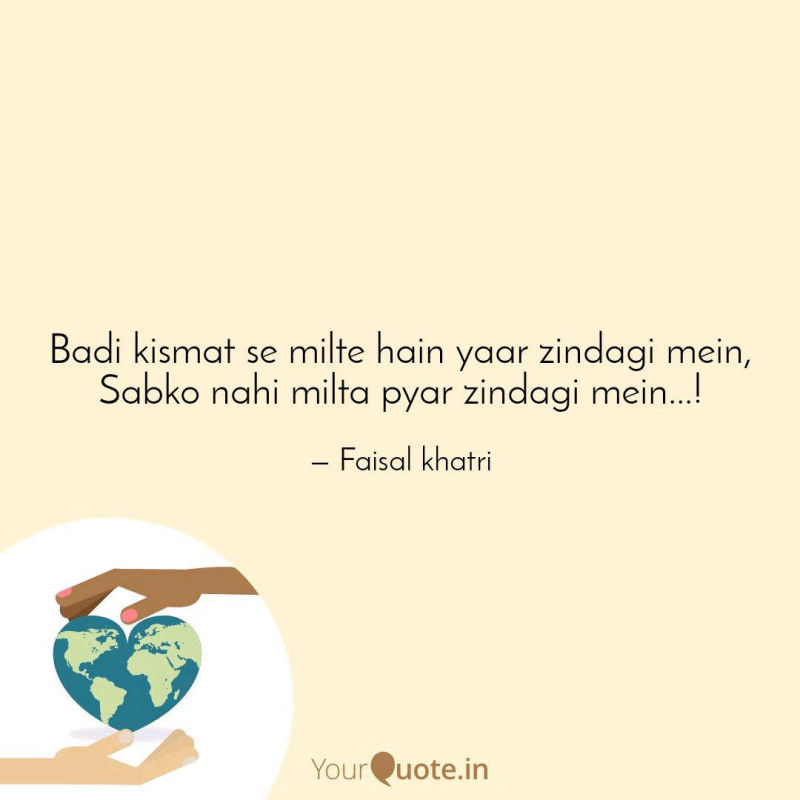 Badi kismat se milte hain yaar zindagi mein,
Sabko nahi milta pyar zindagi mein...!
– Faisal khatri
YourQuote.in